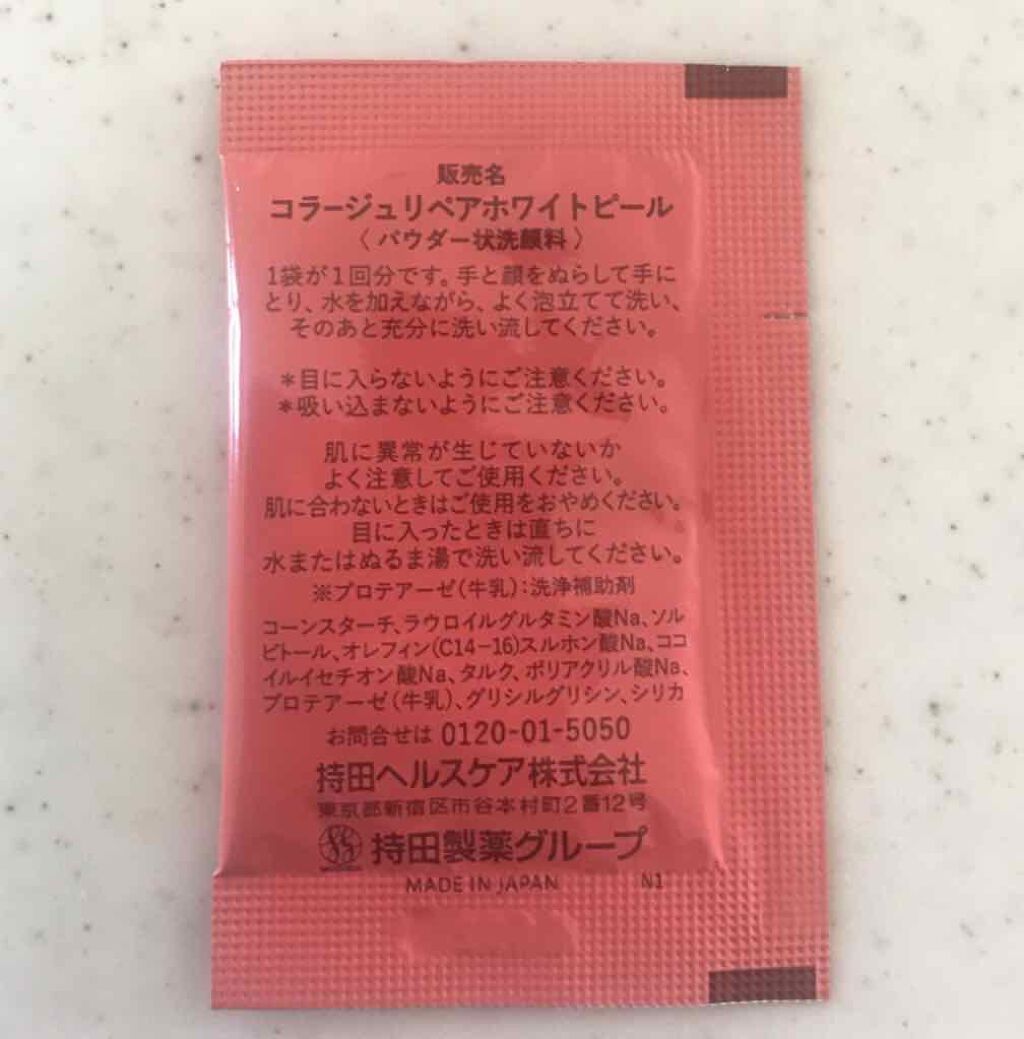 販売名
コラージュリペアホワイトピール
〈パウダー状洗顔料〉
1袋が1回分です。手と顔をぬらして手に
とり、水を加えながら、よく泡立てて洗い、
そのあと充分に洗い流してください。
＊目に入らないようにご注意ください。
＊吸い込まないようにご注意ください。
肌に異常が生じていないか
よく注意してご使用ください。
肌に合わないときはご使用をおやめください。
目に入ったときは直ちに
水またはぬるま湯で洗い流してください。
※プロテアーゼ(牛乳):洗浄補助剤
コーンスターチ、ラウロイルグルタミン酸Na、ソル
ビトール、オレフィン(C14-16)スルホン酸Na、ココ
イルイセチオン酸Na、タルク、ポリアクリル酸Na、
プロテアーゼ(牛乳)、グリシルグリシン、シリカ
お問合せは 0120-01-5050
持田ヘルスケア株式会社
東京都新宿区市谷本村町2番12号
持田製薬グループ
MADE IN JAPAN N1